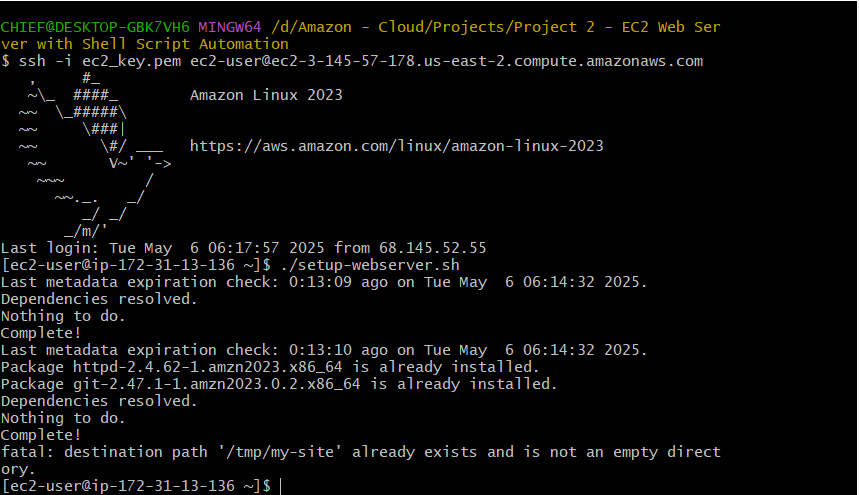 CHIEF@DESKTOP-GBK7VH6 MINGW64 /d/Amazon - Cloud/Projects/Project 2 - EC2 Web Ser
ver with Shell Script Automation
$ ssh -i ec2_key.pem ec2-user@ec2-3-145-57-178.us-east-2.compute.amazonaws.com
   ,     #_
   ~\_  ####_        Amazon Linux 2023
  ~~  \_#####\
  ~~     \###|
  ~~       \#/ ___   https://aws.amazon.com/linux/amazon-linux-2023
   ~~       V~' '->
    ~~~         /
      ~~._.   _/
         _/ _/
       _/m/'
Last login: Tue May  6 06:17:57 2025 from 68.145.52.55
[ec2-user@ip-172-31-13-136 ~]$ ./setup-webserver.sh
Last metadata expiration check: 0:13:09 ago on Tue May  6 06:14:32 2025.
Dependencies resolved.
Nothing to do.
Complete!
Last metadata expiration check: 0:13:10 ago on Tue May  6 06:14:32 2025.
Package httpd-2.4.62-1.amzn2023.x86_64 is already installed.
Package git-2.47.1-1.amzn2023.0.2.x86_64 is already installed.
Dependencies resolved.
Nothing to do.
Complete!
fatal: destination path '/tmp/my-site' already exists and is not an empty direct
ory.
[ec2-user@ip-172-31-13-136 ~]$